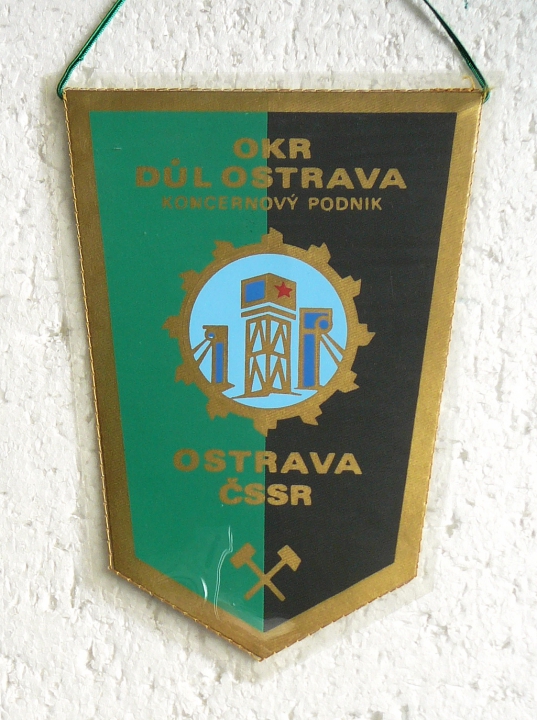 OKR
DŮL OSTRAVA
KONCERNOVÝ PODNIK
OSTRAVA
ČSSR